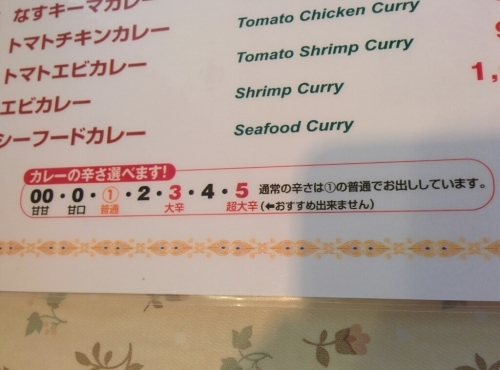 なすキーマカレー
トマトチキンカレー Tomato Chicken Curry
トマトエビカレー Tomato Shrimp Curry
エビカレー Shrimp Curry
シーフードカレー Seafood Curry
カレーの辛さ選べます!
00・0・①・2・3・4・5 通常の辛さは①の普通でお出ししています。
甘甘 甘口 普通 大辛 超大辛(⬅おすすめ出来ません)